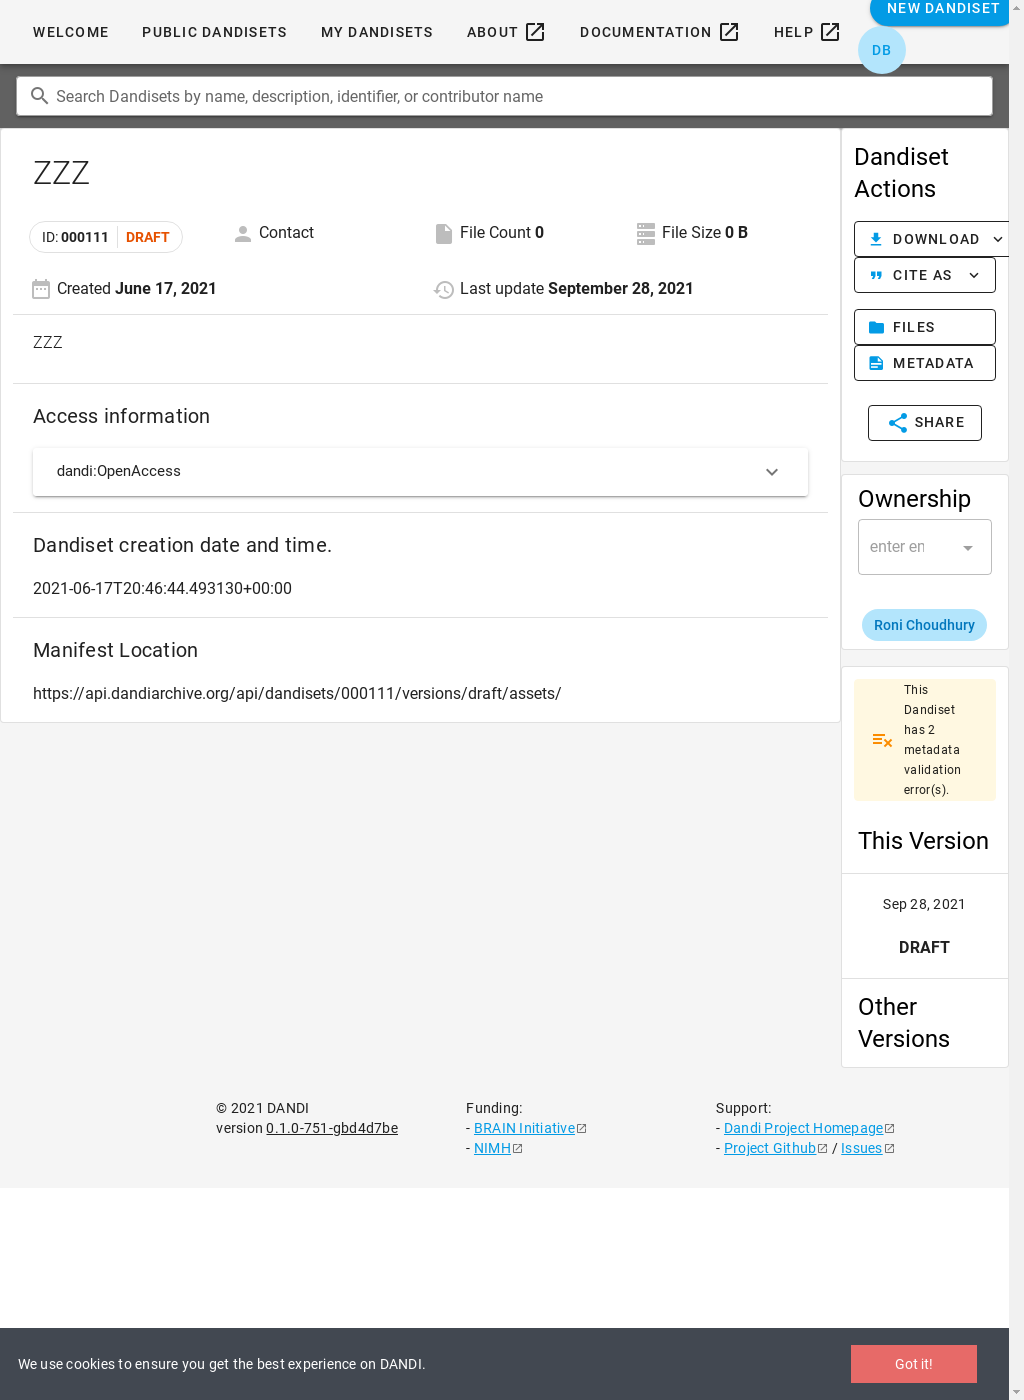 WELCOME
PUBLIC DANDISETS
MY DANDISETS
ABOUT
DOCUMENTATION
HELP
NEW DANDISET
DB
Search Dandisets by name, description, identifier, or contributor name
ZZZ
ID: 000111 DRAFT
Contact
File Count 0
File Size 0 B
Created June 17, 2021
Last update September 28, 2021
ZZZ
Access information
dandi:OpenAccess
Dandiset creation date and time.
2021-06-17T20:46:44.493130+00:00
Manifest Location
https://api.dandiarchive.org/api/dandisets/000111/versions/draft/assets/
Dandiset
Actions
DOWNLOAD
CITE AS
FILES
METADATA
SHARE
Ownership
enter en
Roni Choudhury
This
Dandiset
has 2
metadata
validation
error(s).
This Version
Sep 28, 2021
DRAFT
Other
Versions
© 2021 DANDI
version 0.1.0-751-gbd4d7be
Funding:
- BRAIN Initiative
- NIMH
Support:
- Dandi Project Homepage
- Project Github / Issues
We use cookies to ensure you get the best experience on DANDI.
Got it!